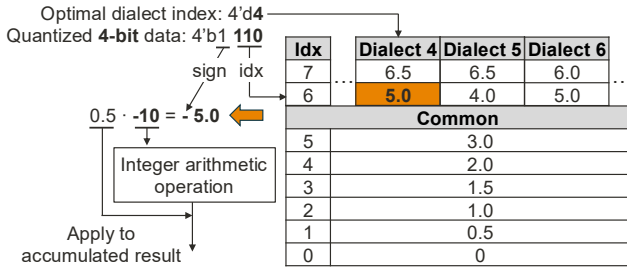 Optimal dialect index: 4'd4
Quantized 4-bit data: 4'b1 110
sign idx
0.5 · -10 = - 5.0
Integer arithmetic
operation
Apply to
accumulated result
Idx Dialect 4 Dialect 5 Dialect 6
7 ... 6.5 6.5 6.0 ...
6 5.0 4.0 5.0
Common
5 3.0
4 2.0
3 1.5
2 1.0
1 0.5
0 0